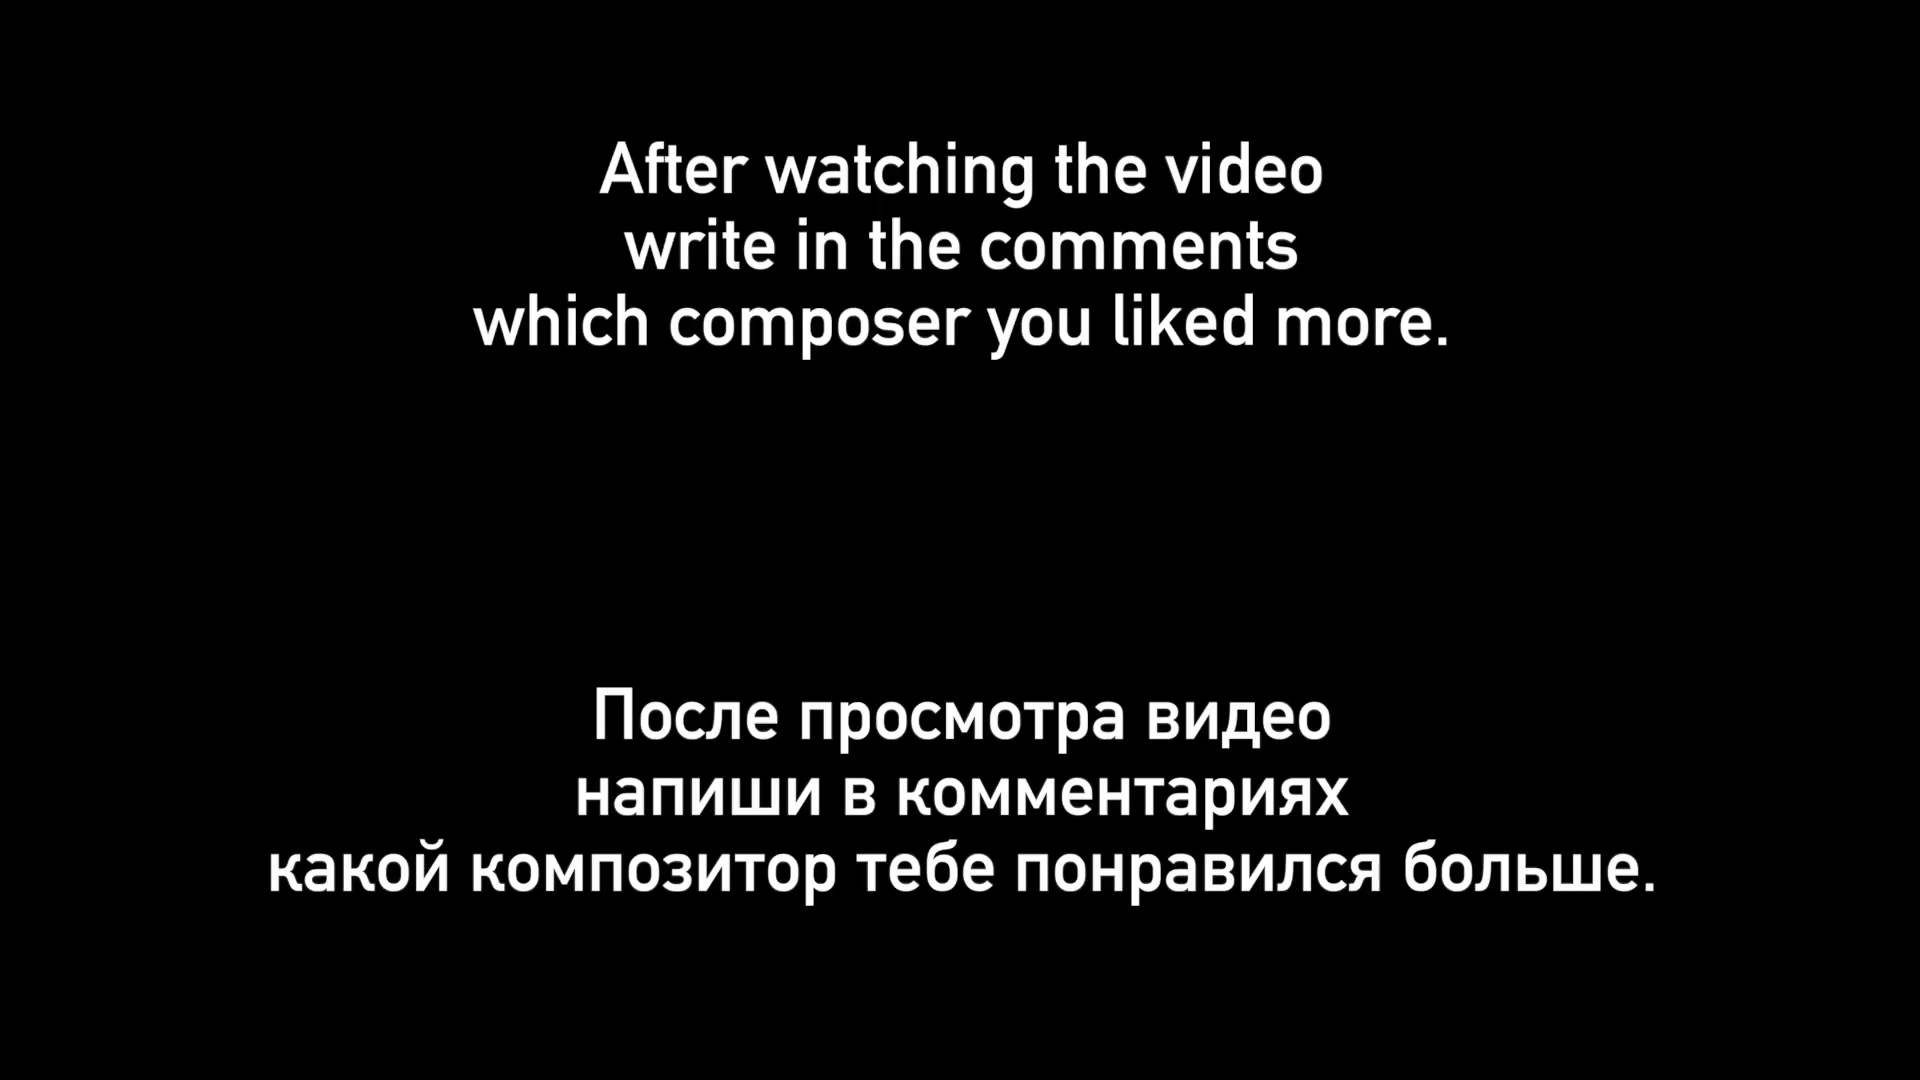 After watching the video
write in the comments
which composer you liked more.
После просмотра видео
напиши в комментариях
какой композитор тебе понравился больше.